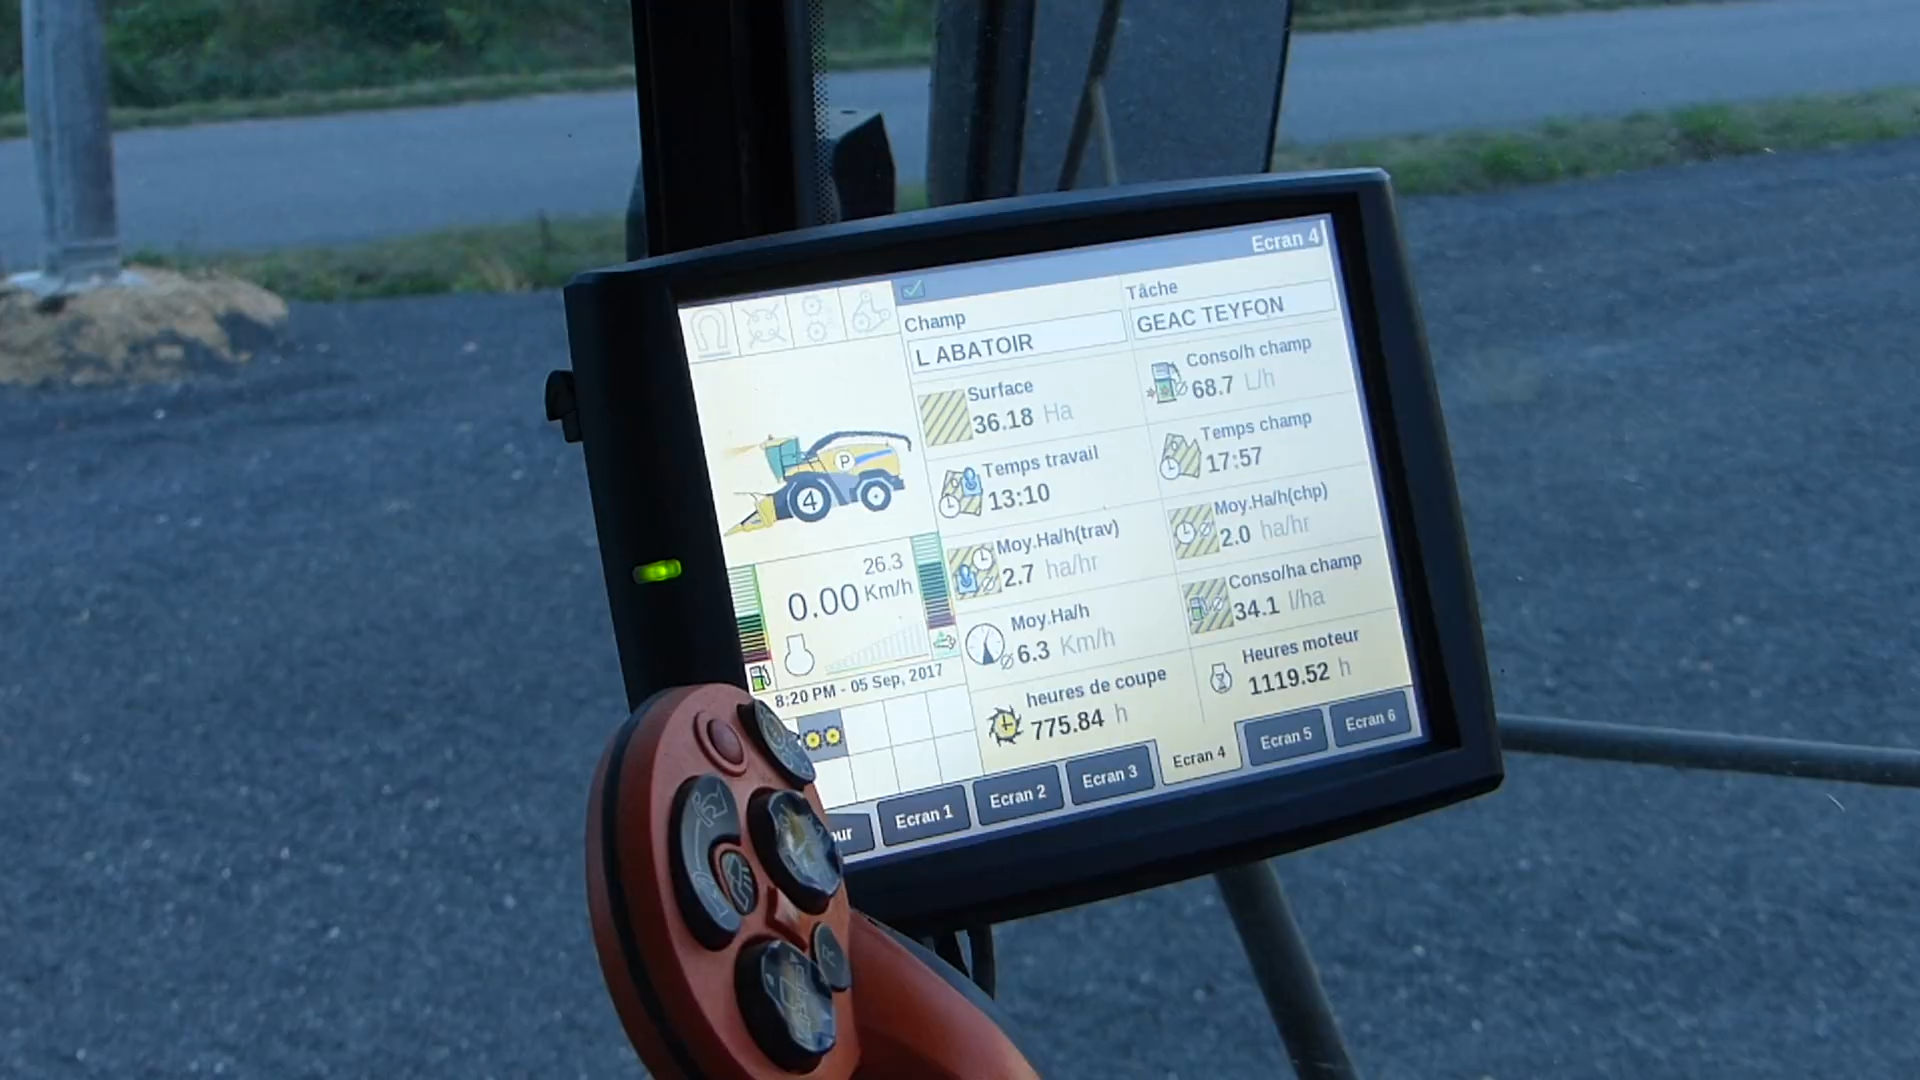 Ecran 4
Champ
L ABATOIR
Tâche
GEAC TEYFON
Surface
36.18 Ha
Conso/h champ
68.7 L/h
Temps travail
13:10
Temps champ
17:57
Moy.Ha/h(trav)
2.7 ha/hr
Moy.Ha/h(chp)
2.0 ha/hr
Moy.Ha/h
6.3 Km/h
Conso/ha champ
34.1 l/ha
heures de coupe
775.84 h
Heures moteur
1119.52 h
P
4
26.3
0.00 Km/h
8:20 PM - 05 Sep, 2017
Ecran 1
Ecran 2
Ecran 3
Ecran 4
Ecran 5
Ecran 6
R